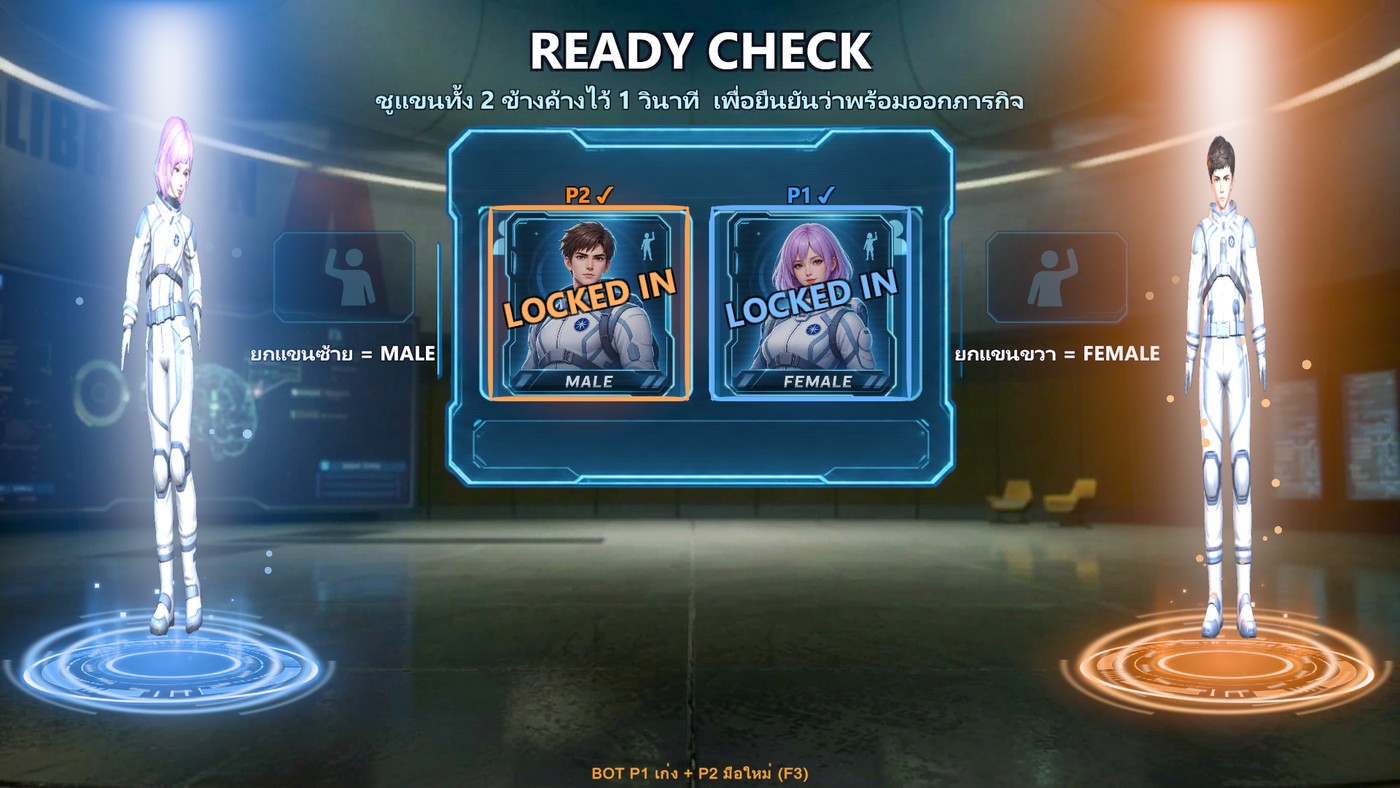 READY CHECK
ชูแขนทั้ง 2 ข้างค้างไว้ 1 วินาที เพื่อยืนยันว่าพร้อมออกภารกิจ
P2 ✓
P1 ✓
LOCKED IN
LOCKED IN
ยกแขนซ้าย = MALE
ยกแขนขวา = FEMALE
MALE
FEMALE
BOT P1 เก่ง + P2 มือใหม่ (F3)